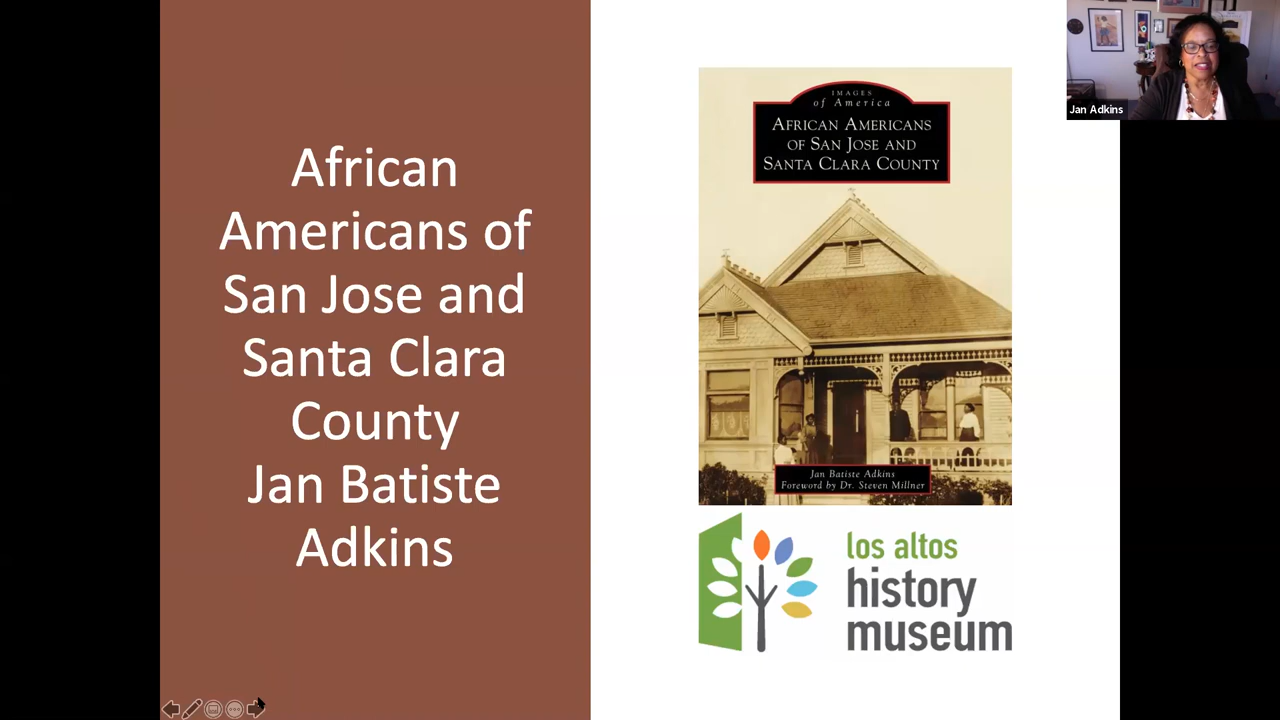 African
Americans of
San Jose and
Santa Clara
County
Jan Batiste
Adkins
IMAGES
of America
AFRICAN AMERICANS
OF SAN JOSE AND
SANTA CLARA COUNTY
Jan Batiste Adkins
Foreword by Dr. Steven Millner
los altos
history
museum
Jan Adkins